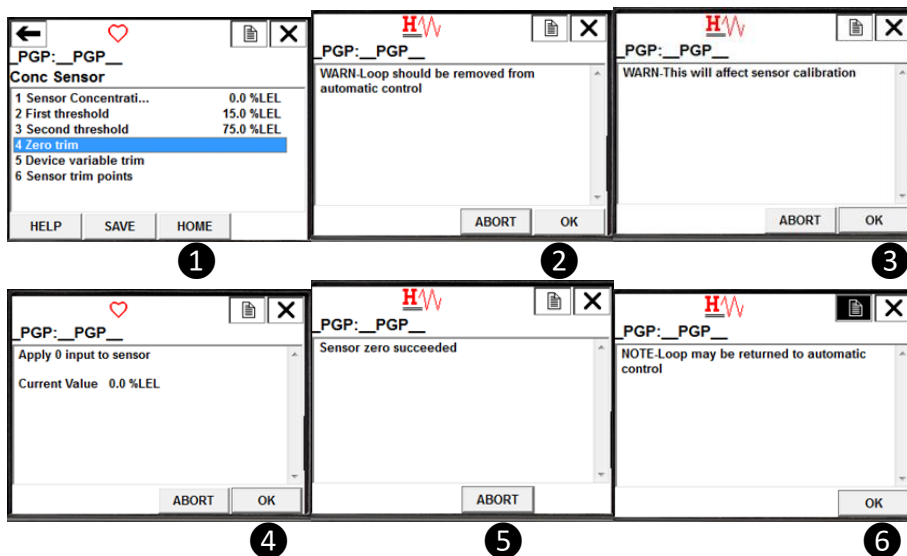 _PGP:__PGP__
Conc Sensor
1 Sensor Concentrati... 0.0 %LEL
2 First threshold 15.0 %LEL
3 Second threshold 75.0 %LEL
4 Zero trim
5 Device variable trim
6 Sensor trim points
HELP SAVE HOME
1
H
_PGP:__PGP__
WARN-Loop should be removed from
automatic control
ABORT OK
2
H
_PGP:__PGP__
WARN-This will affect sensor calibration
ABORT OK
3
_PGP:__PGP__
Apply 0 input to sensor
Current Value 0.0 %LEL
ABORT OK
4
H
_PGP:__PGP__
Sensor zero succeeded
ABORT
5
H
_PGP:__PGP__
NOTE-Loop may be returned to automatic
control
OK
6